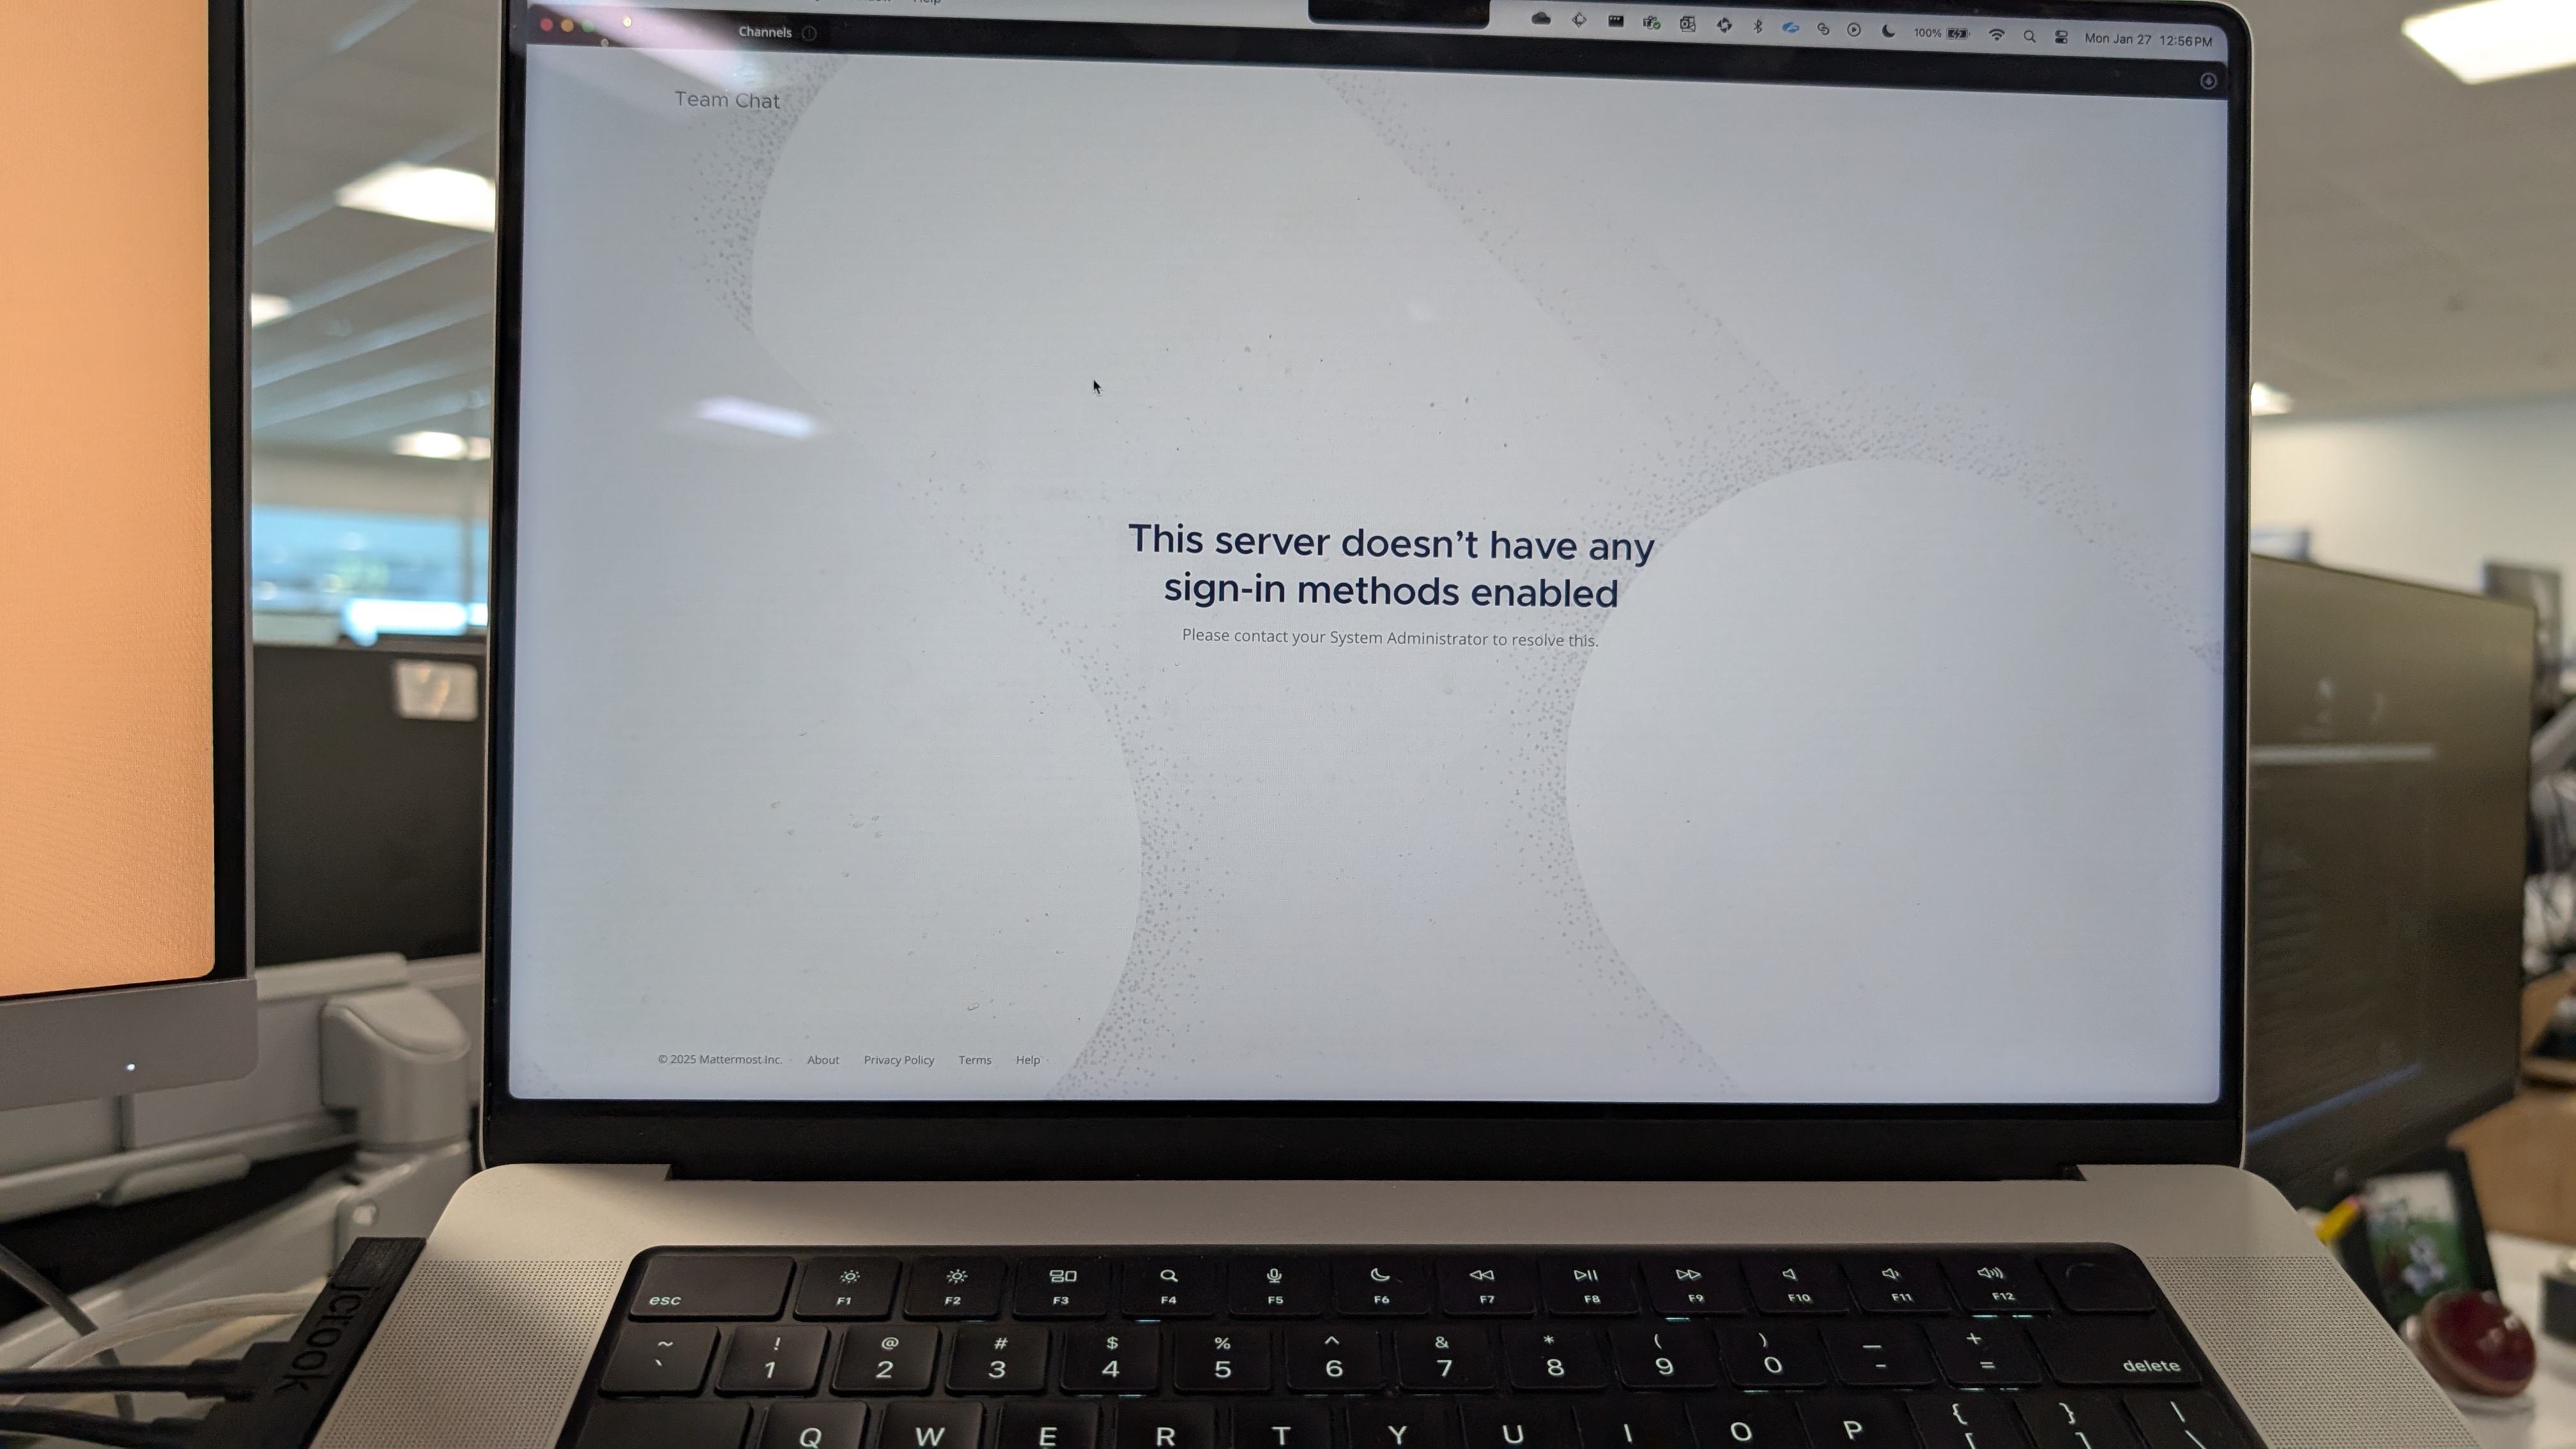 Help
Channels
100%
Mon Jan 27 12:56 PM
Team Chat
This server doesn’t have any
sign-in methods enabled
Please contact your System Administrator to resolve this.
© 2025 Mattermost Inc.
About
Privacy Policy
Terms
Help
jcrook
esc
F1
F2
F3
F4
F5
F6
F7
F8
F9
F10
F11
F12
~ ! @ # $ % ^ & * ( ) _ +
` 1 2 3 4 5 6 7 8 9 0 - = delete
Q W E R T Y U I O P { } |
[ ] \